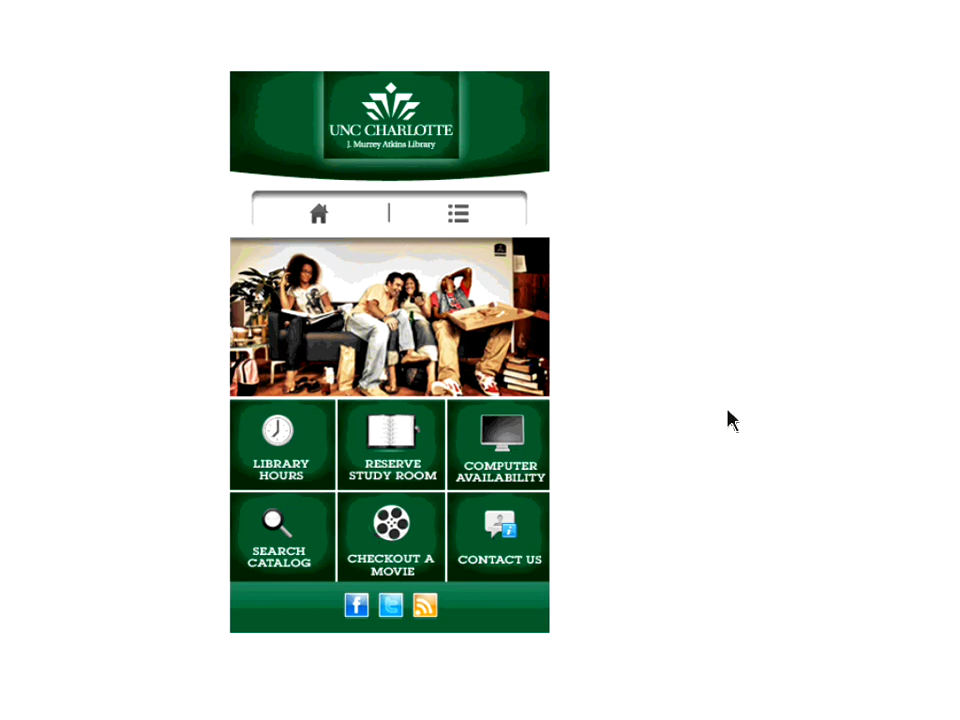 UNC CHARLOTTE
J. Murrey Atkins Library
LIBRARY
HOURS
RESERVE
STUDY ROOM
COMPUTER
AVAILABILITY
SEARCH
CATALOG
CHECKOUT A
MOVIE
CONTACT US